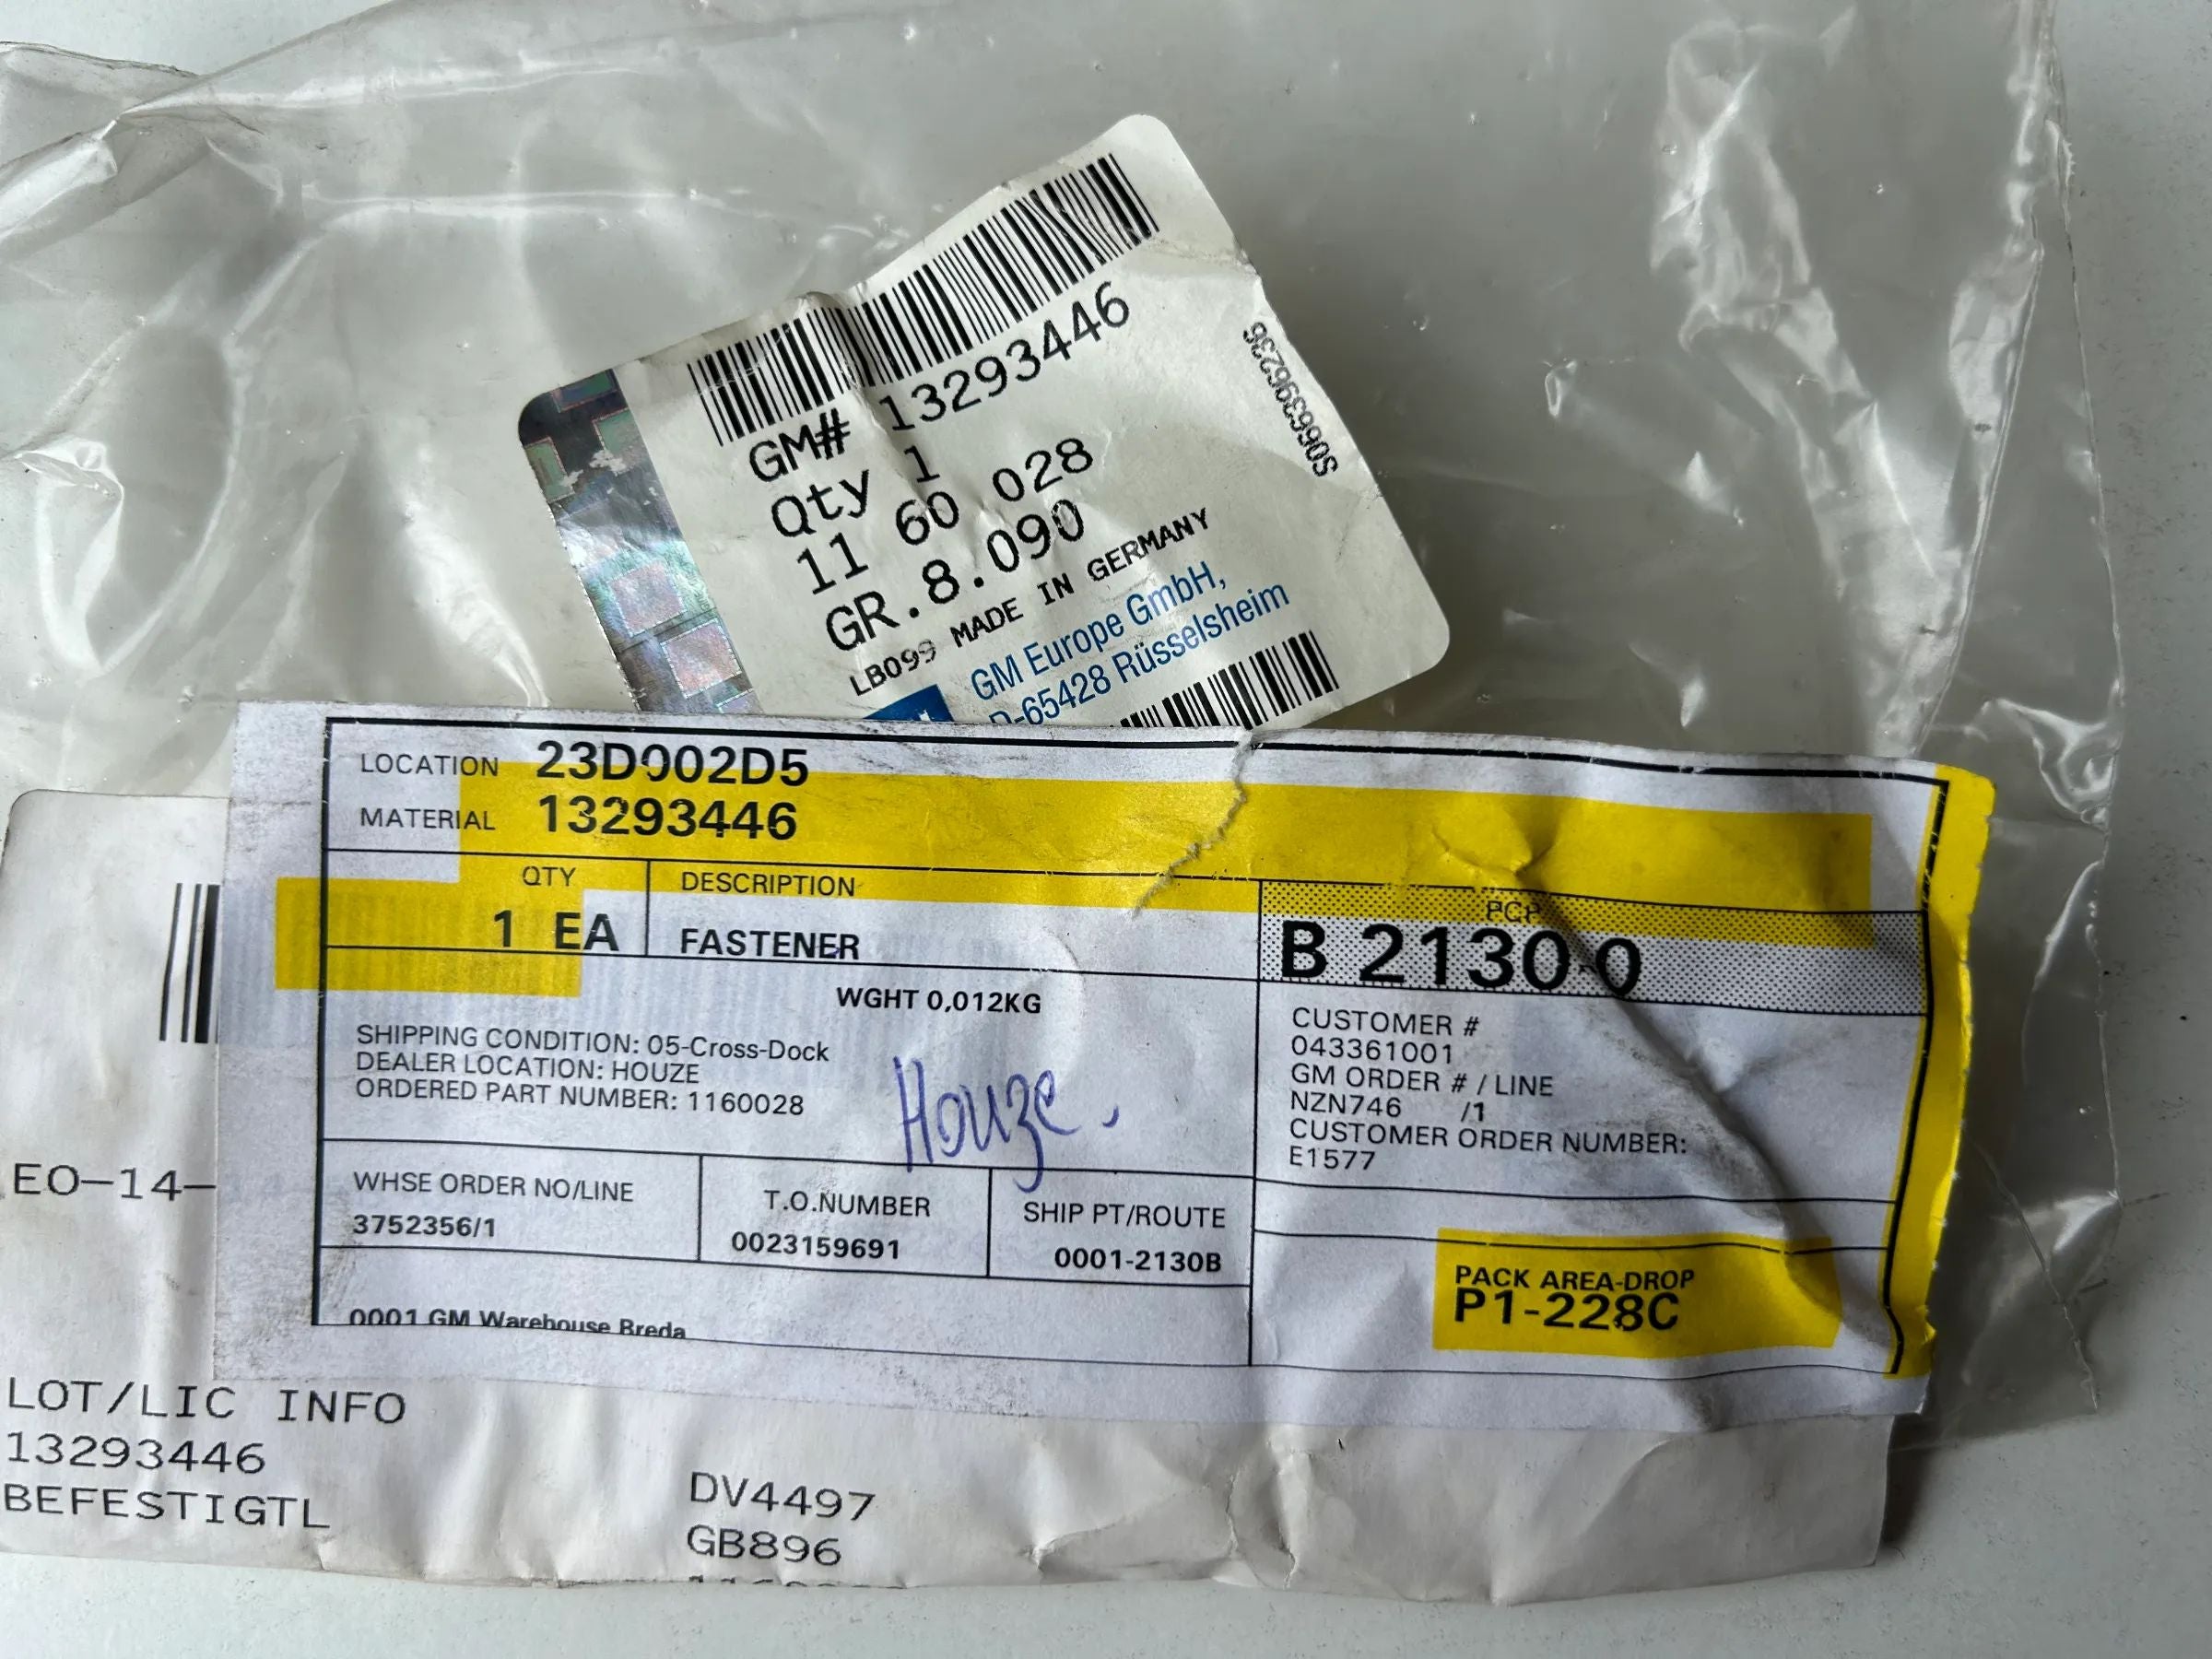 GM# 13293446
Qty 1
11 60 028
GR.8.090
LB099 MADE IN GERMANY
GM Europe GmbH,
D-65428 Rüsselsheim
S066396236
LOCATION 23D002D5
MATERIAL 13293446
QTY DESCRIPTION
1 EA FASTENER
WGHT 0,012KG
SHIPPING CONDITION: 05-Cross-Dock
DEALER LOCATION: HOUZE
ORDERED PART NUMBER: 1160028
Houze.
PCP
B 2130-0
CUSTOMER #
043361001
GM ORDER # / LINE
NZN746 /1
CUSTOMER ORDER NUMBER:
E1577
WHSE ORDER NO/LINE
3752356/1
T.O.NUMBER
0023159691
SHIP PT/ROUTE
0001-2130B
PACK AREA-DROP
P1-228C
0001 GM Warehouse Breda
EO-14-
LOT/LIC INFO
13293446
BEFESTIGTL
DV4497
GB896